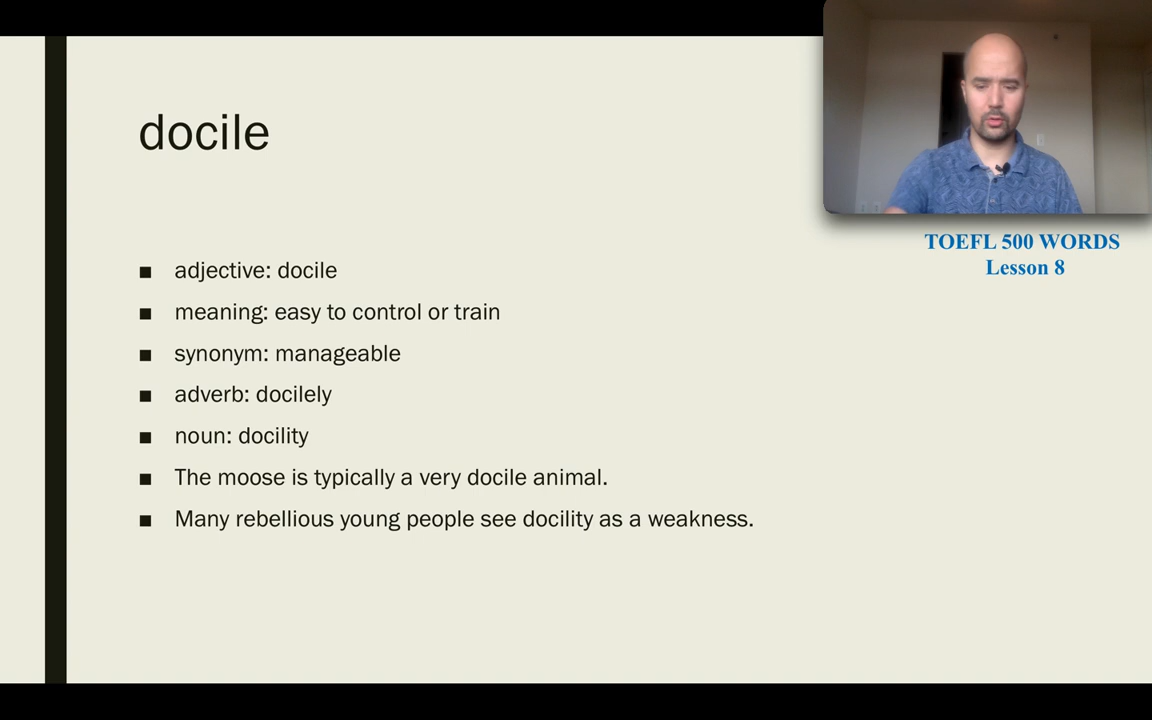 docile
TOEFL 500 WORDS
Lesson 8
■ adjective: docile
■ meaning: easy to control or train
■ synonym: manageable
■ adverb: docilely
■ noun: docility
■ The moose is typically a very docile animal.
■ Many rebellious young people see docility as a weakness.